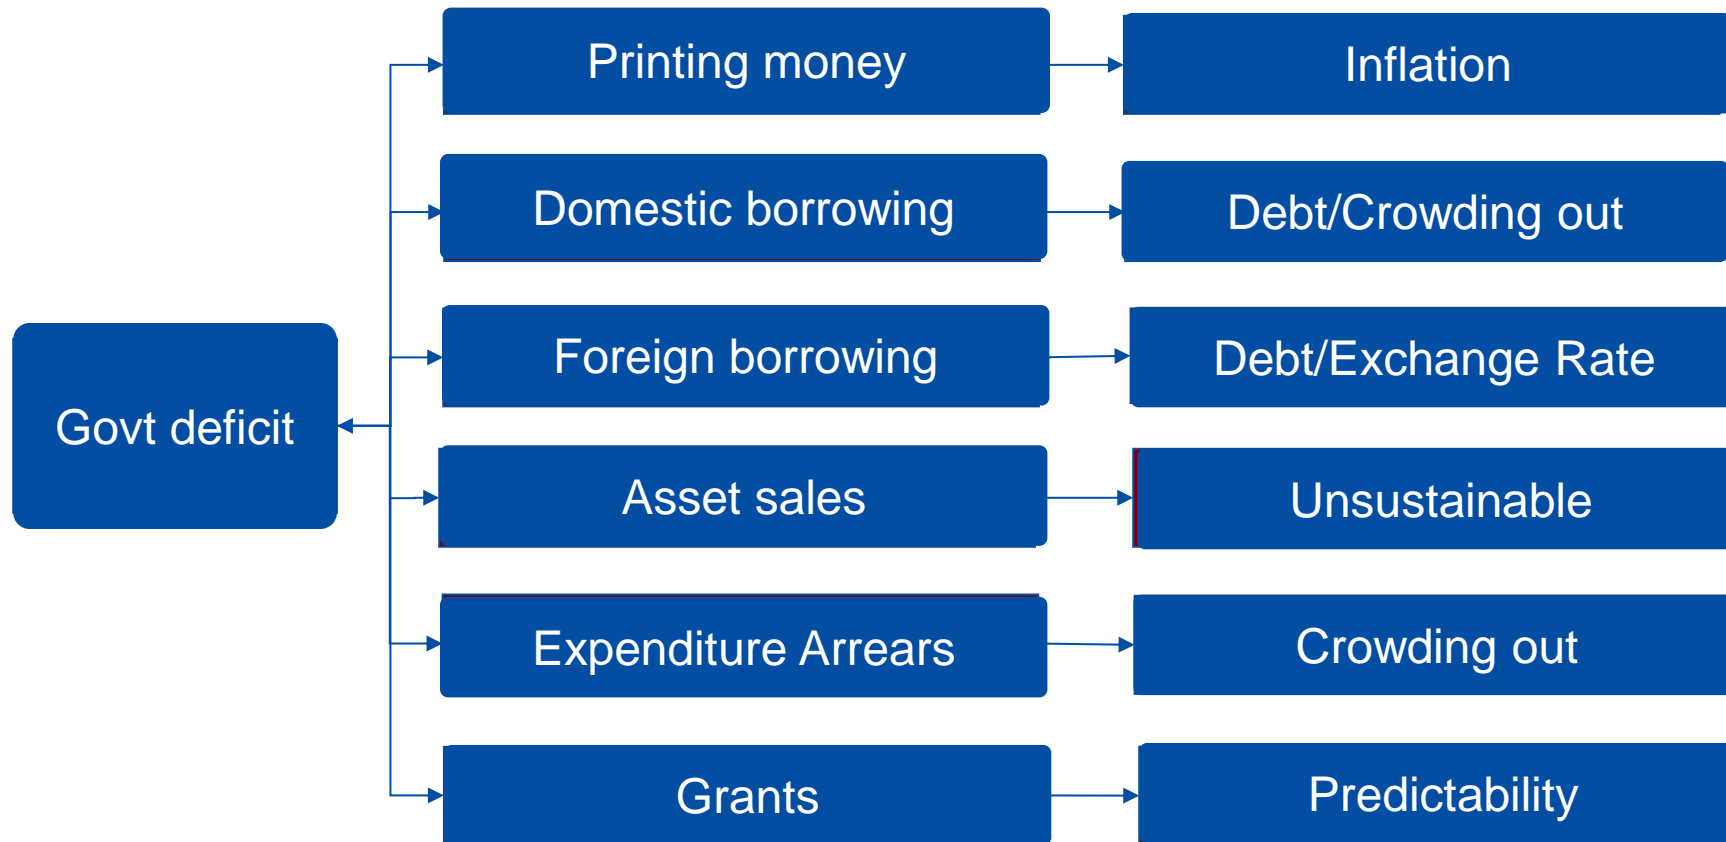 Printing money
Inflation
Domestic borrowing
Debt/Crowding out
Foreign borrowing
Debt/Exchange Rate
Govt deficit
Asset sales
Unsustainable
Expenditure Arrears
Crowding out
Grants
Predictability